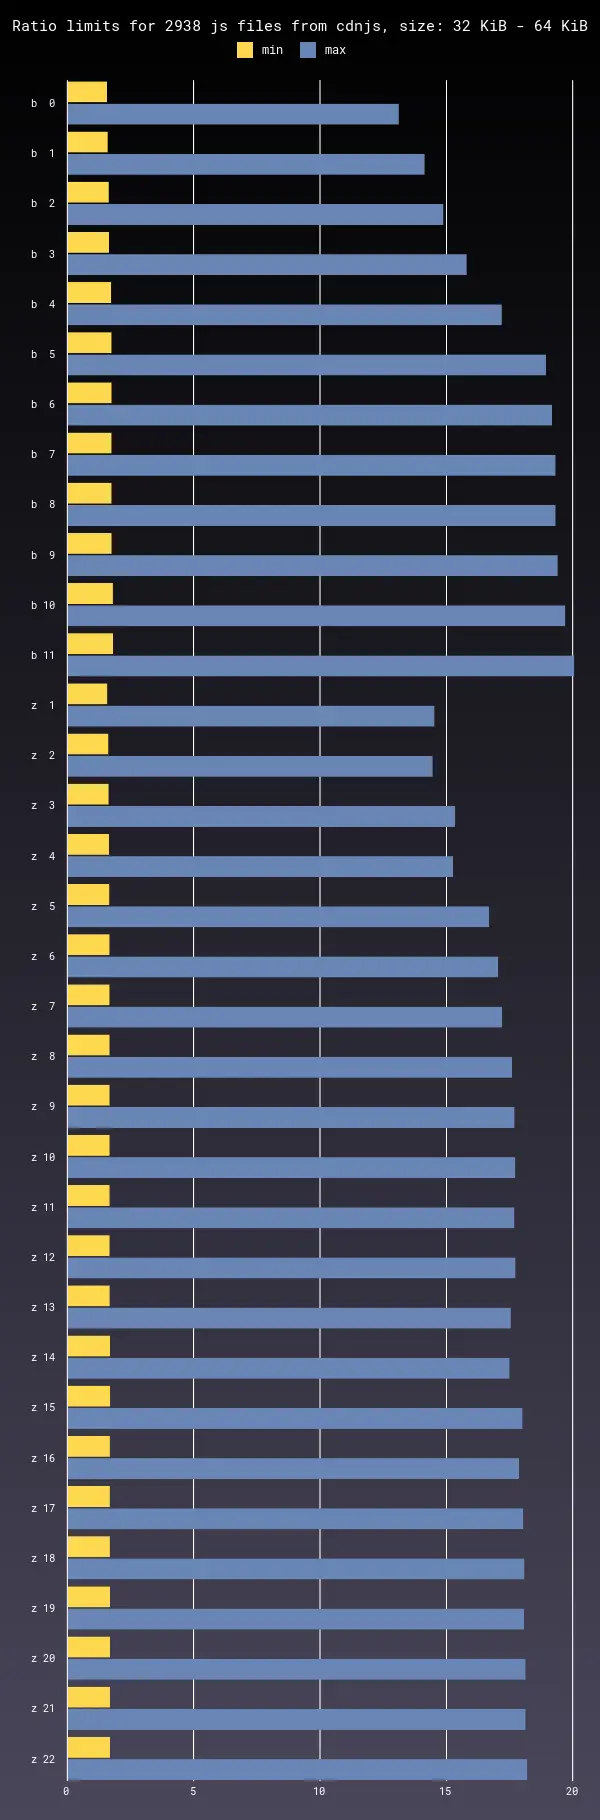 Ratio limits for 2938 js files from cdnjs, size: 32 KiB - 64 KiB
min max
b 0
b 1
b 2
b 3
b 4
b 5
b 6
b 7
b 8
b 9
b 10
b 11
z 1
z 2
z 3
z 4
z 5
z 6
z 7
z 8
z 9
z 10
z 11
z 12
z 13
z 14
z 15
z 16
z 17
z 18
z 19
z 20
z 21
z 22
0 5 10 15 20